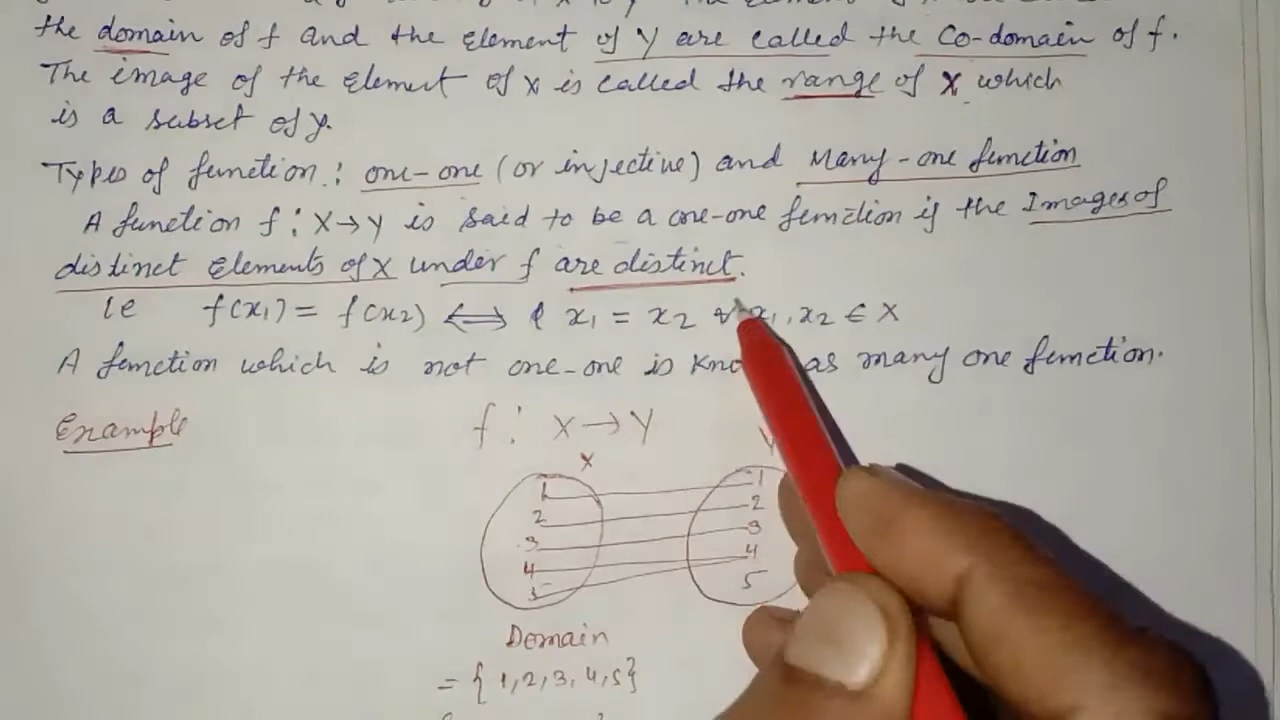 the domain of f and the element of y are called the co-domain of f.
The image of the element of x is called the range of x which
is a subset of y.
Types of function : one-one (or injective) and Many-one function
A function f : X→Y is said to be a one-one function if the Images of
distinct elements of X under f are distinct.
ie f(x₁) = f(x₂) ⟺ x₁ = x₂ ∀ x₁, x₂ ∈ X
A function which is not one-one is as many one function.
Example
f : X → Y
X Y
1 1
2 2
3 3
4 4
5 5
Domain
= { 1, 2, 3, 4, 5}